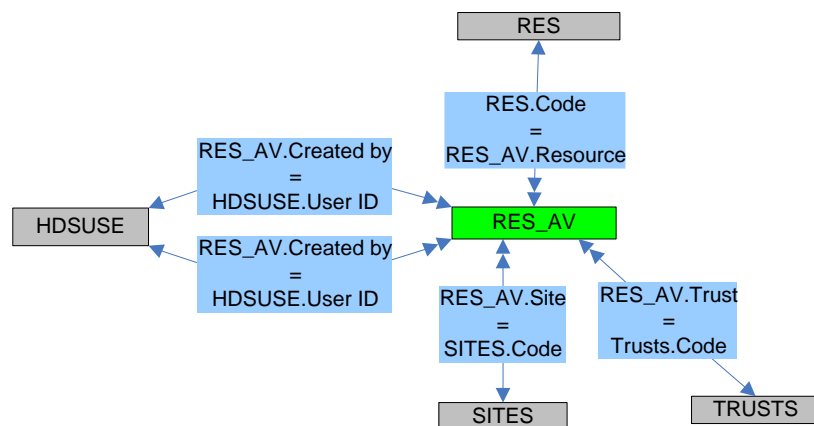 RES
RES.Code
=
RES_AV.Resource
RES_AV.Created by
=
HDSUSE.User ID
HDSUSE
RES_AV
RES_AV.Created by
=
HDSUSE.User ID
RES_AV.Site
=
SITES.Code
RES_AV.Trust
=
Trusts.Code
SITES
TRUSTS